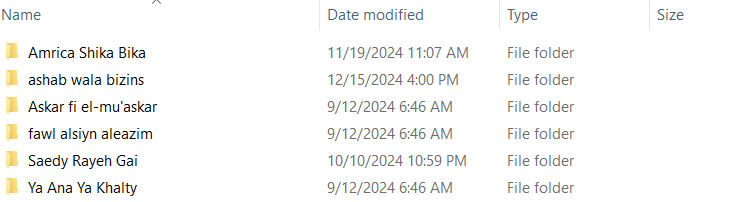 Name Date modified Type Size
Amrica Shika Bika 11/19/2024 11:07 AM File folder
ashab wala bizins 12/15/2024 4:00 PM File folder
Askar fi el-mu'askar 9/12/2024 6:46 AM File folder
fawl alsiyn aleazim 9/12/2024 6:46 AM File folder
Saedy Rayeh Gai 10/10/2024 10:59 PM File folder
Ya Ana Ya Khalty 9/12/2024 6:46 AM File folder